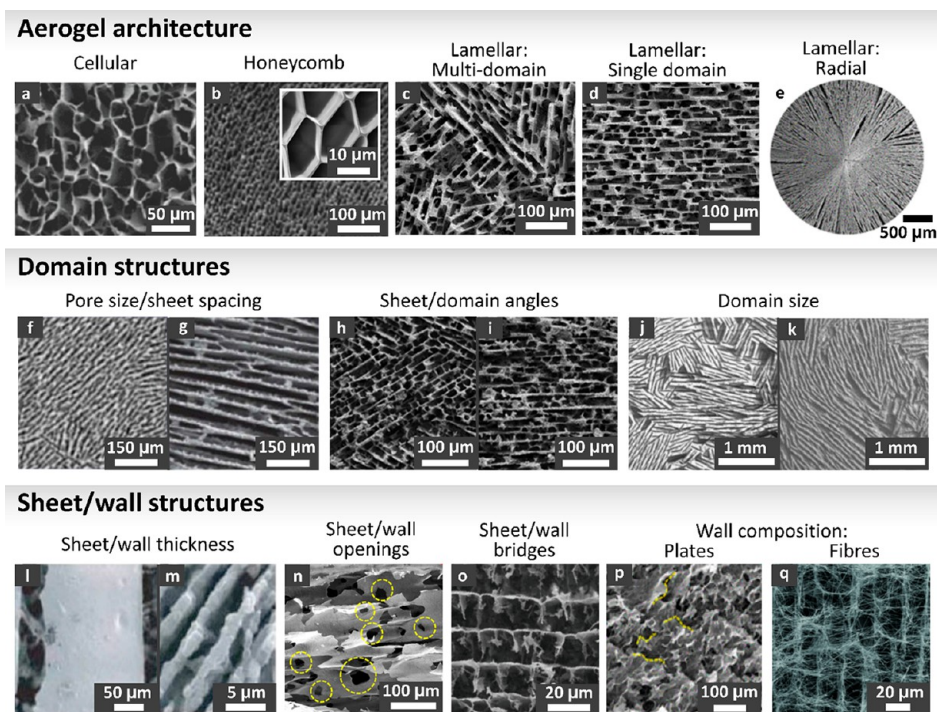 Aerogel architecture
Cellular
Honeycomb
Lamellar:
Multi-domain
Lamellar:
Single domain
Lamellar:
Radial
a
b
c
d
e
50 µm
10 µm
100 µm
100 µm
100 µm
500 µm
Domain structures
Pore size/sheet spacing
Sheet/domain angles
Domain size
f
g
h
i
j
k
150 µm
150 µm
100 µm
100 µm
1 mm
1 mm
Sheet/wall structures
Sheet/wall thickness
Sheet/wall
openings
Sheet/wall
bridges
Wall composition:
Plates
Fibres
l
m
n
o
p
q
50 µm
5 µm
100 µm
20 µm
100 µm
20 µm